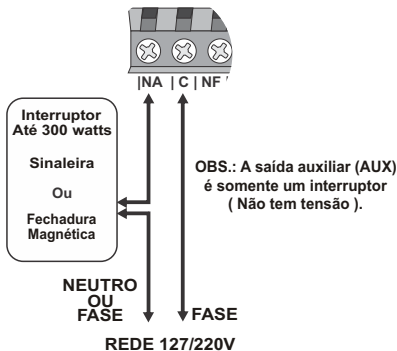 |NA | C | NF
Interruptor
Até 300 watts
Sinaleira
Ou
Fechadura
Magnética
OBS.: A saída auxiliar (AUX)
é somente um interruptor
( Não tem tensão ).
NEUTRO
OU
FASE
FASE
REDE 127/220V